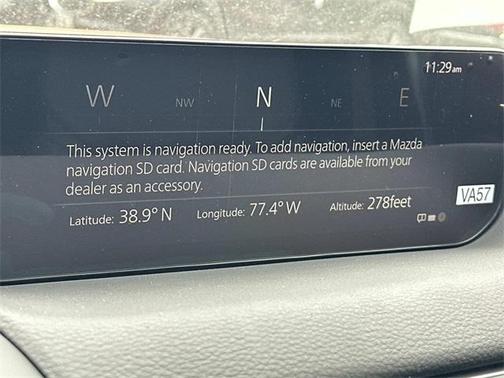 11:29am
W NW N NE E
This system is navigation ready. To add navigation, insert a Mazda
navigation SD card. Navigation SD cards are available from your
dealer as an accessory.
Latitude: 38.9° N Longitude: 77.4° W Altitude: 278feet
VA57